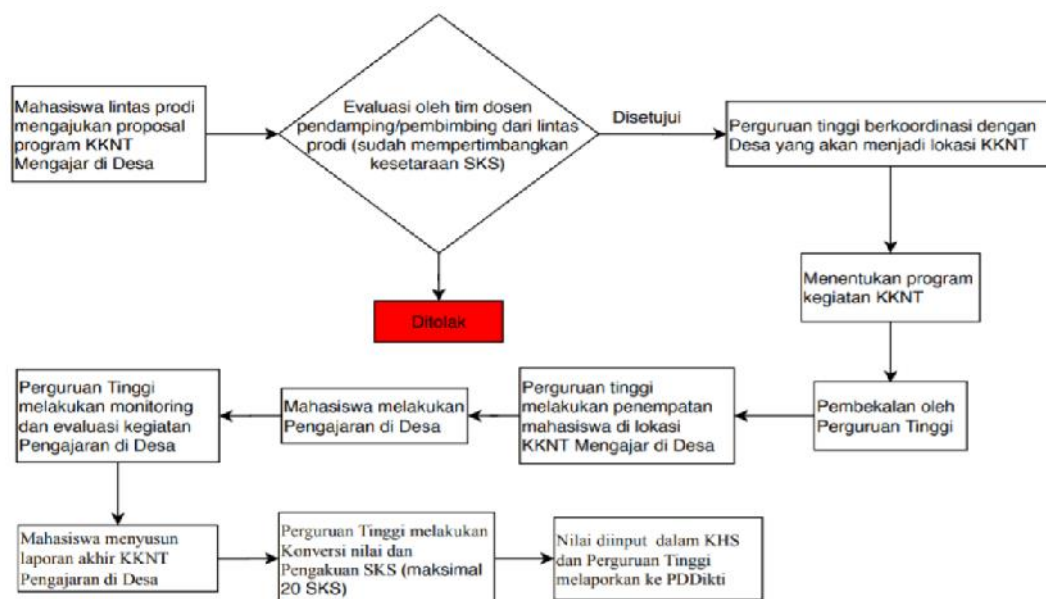 Mahasiswa lintas prodi
mengajukan proposal
program KKNT
Mengajar di Desa
Evaluasi oleh tim dosen
pendamping/pembimbing dari lintas
prodi (sudah mempertimbangkan
kesetaraan SKS)
Disetujui
Perguruan tinggi berkoordinasi dengan
Desa yang akan menjadi lokasi KKNT
Ditolak
Menentukan program
kegiatan KKNT
Pembekalan oleh
Perguruan Tinggi
Perguruan tinggi
melakukan penempatan
mahasiswa di lokasi
KKNT Mengajar di Desa
Mahasiswa melakukan
Pengajaran di Desa
Perguruan Tinggi
melakukan monitoring
dan evaluasi kegiatan
Pengajaran di Desa
Mahasiswa menyusun
laporan akhir KKNT
Pengajaran di Desa
Perguruan Tinggi melakukan
Konversi nilai dan
Pengakuan SKS (maksimal
20 SKS)
Nilai diinput dalam KHS
dan Perguruan Tinggi
melaporkan ke PDDikti